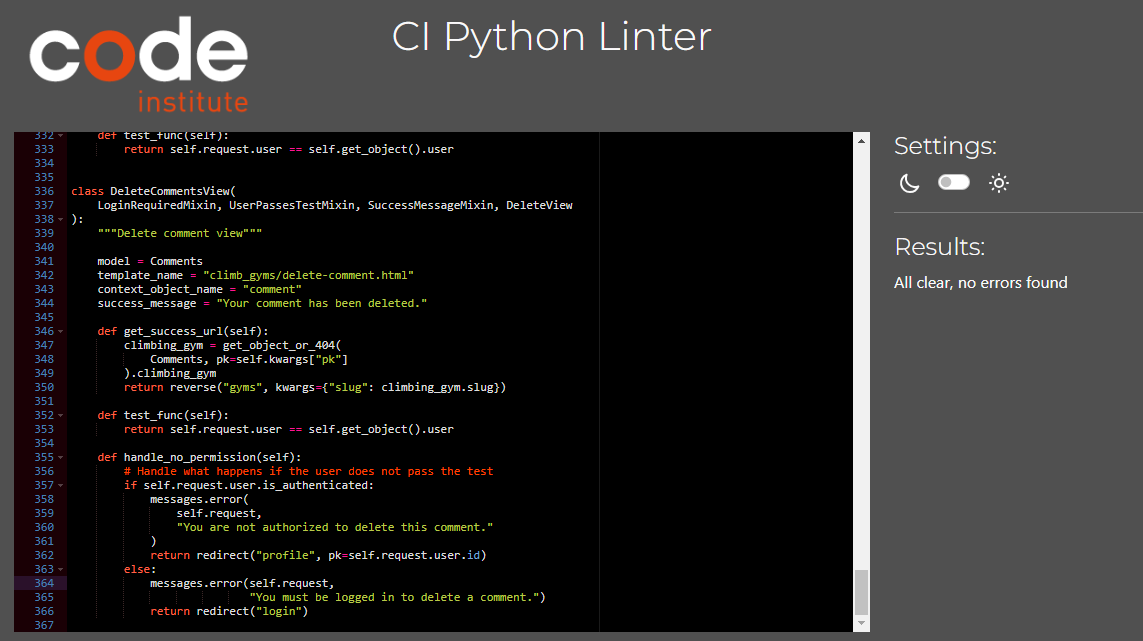 code
institute
CI Python Linter
332 def test_func(self):
333 return self.request.user == self.get_object().user
334
335
336 class DeleteCommentsView(
337 LoginRequiredMixin, UserPassesTestMixin, SuccessMessageMixin, DeleteView
338 ):
339 """Delete comment view"""
340
341 model = Comments
342 template_name = "climb_gyms/delete-comment.html"
343 context_object_name = "comment"
344 success_message = "Your comment has been deleted."
345
346 def get_success_url(self):
347 climbing_gym = get_object_or_404(
348 Comments, pk=self.kwargs["pk"]
349 ).climbing_gym
350 return reverse("gyms", kwargs={"slug": climbing_gym.slug})
351
352 def test_func(self):
353 return self.request.user == self.get_object().user
354
355 def handle_no_permission(self):
356 # Handle what happens if the user does not pass the test
357 if self.request.user.is_authenticated:
358 messages.error(
359 self.request,
360 "You are not authorized to delete this comment."
361 )
362 return redirect("profile", pk=self.request.user.id)
363 else:
364 messages.error(self.request,
365 "You must be logged in to delete a comment.")
366 return redirect("login")
367
Settings:
Results:
All clear, no errors found